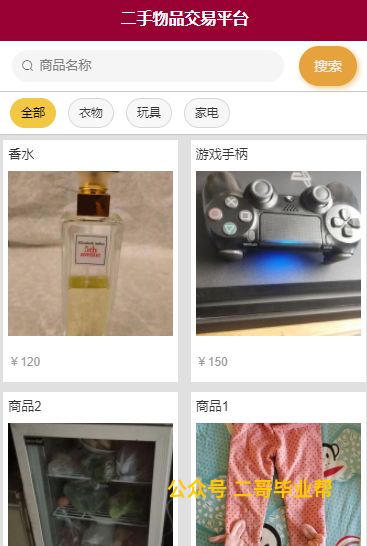 二手物品交易平台
商品名称
搜索
全部 衣物 玩具 家电
香水
游戏手柄
Elizabeth Arden
5th
￥120
￥150
商品2
商品1
公众号 二哥毕业帮